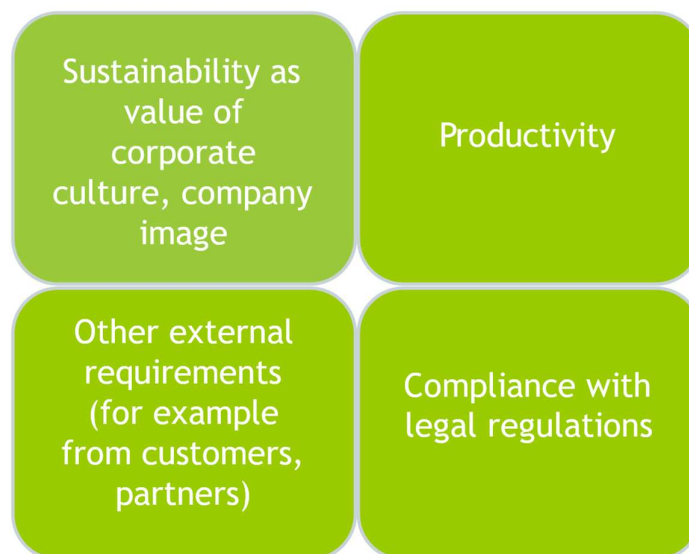 Sustainability as
value of
corporate
culture, company
image
Productivity
Other external
requirements
(for example
from customers,
partners)
Compliance with
legal regulations